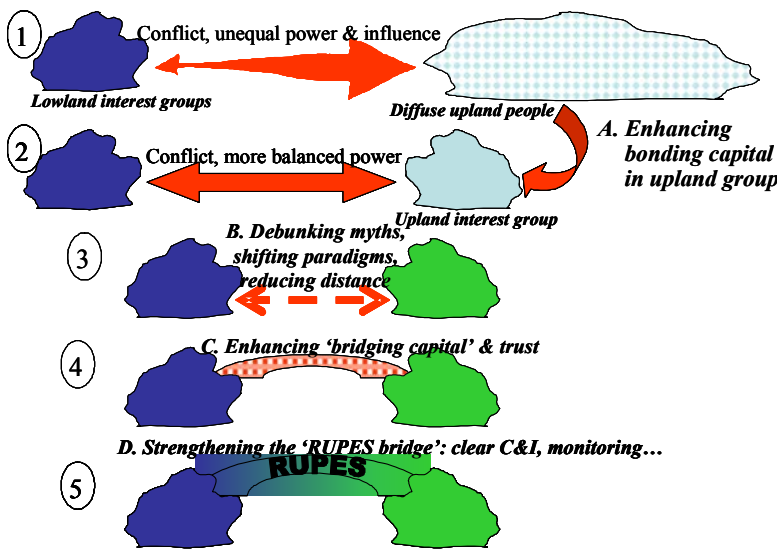 1
Conflict, unequal power & influence
Lowland interest groups
Diffuse upland people
A. Enhancing
bonding capital
in upland group
2
Conflict, more balanced power
Upland interest group
B. Debunking myths,
shifting paradigms,
reducing distance
3
C. Enhancing ‘bridging capital’ & trust
4
D. Strengthening the ‘RUPES bridge’: clear C&I, monitoring…
RUPES
5